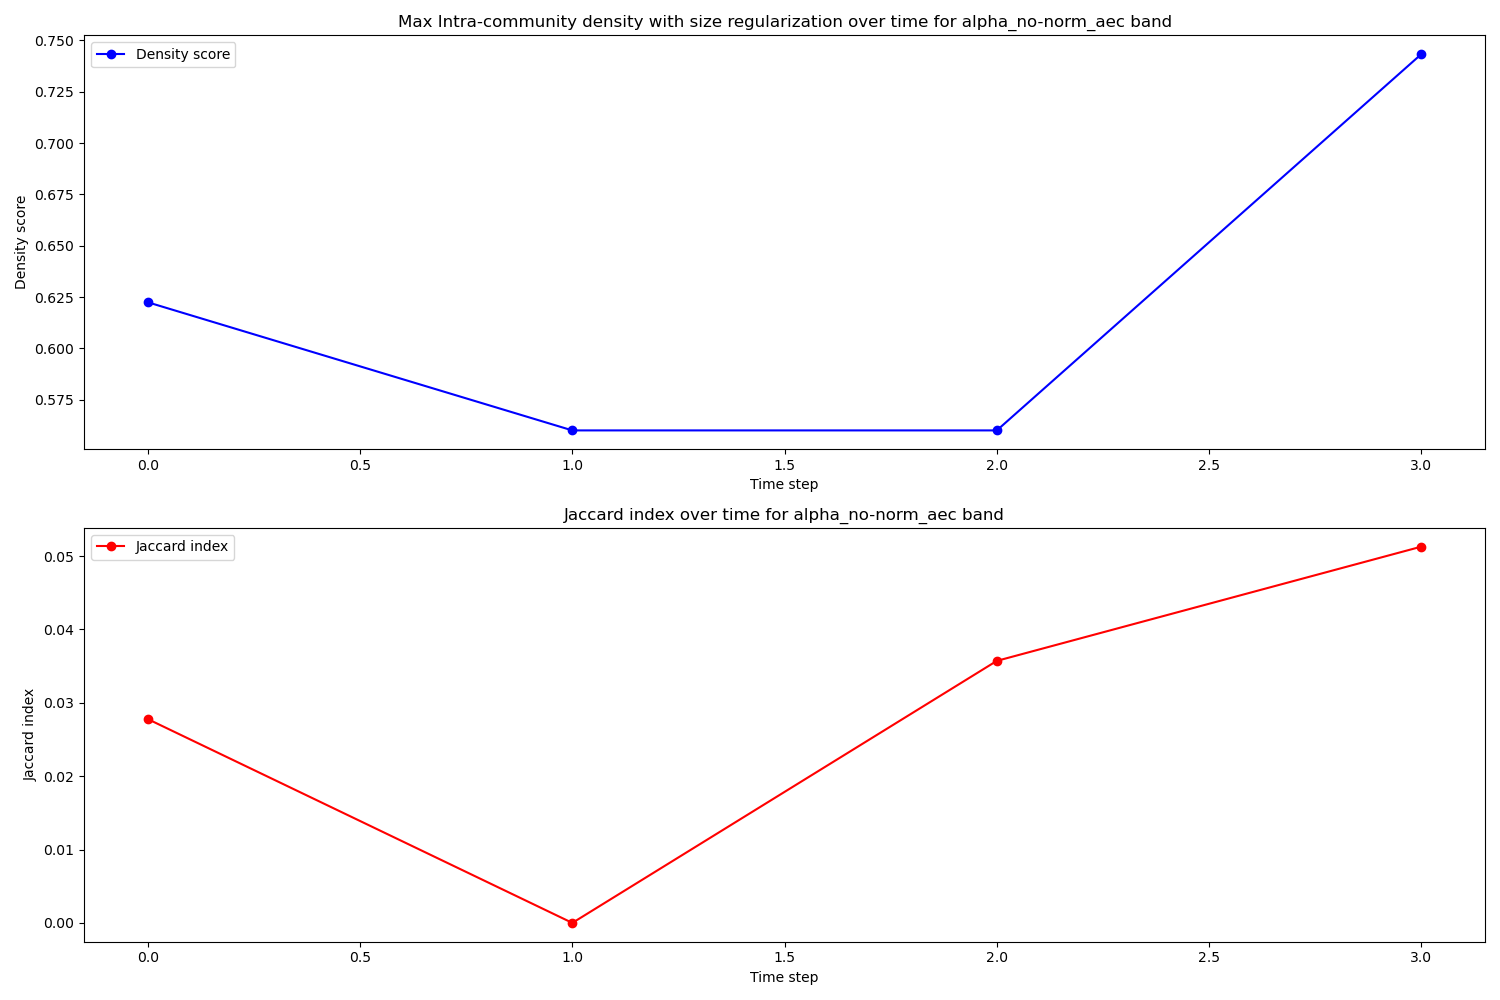 Max Intra-community density with size regularization over time for alpha_no-norm_aec band
Density score
0.750
0.725
0.700
0.675
0.650
0.625
0.600
0.575
Density score
0.0 0.5 1.0 1.5 2.0 2.5 3.0
Time step
Jaccard index over time for alpha_no-norm_aec band
Jaccard index
0.05
0.04
0.03
0.02
0.01
0.00
Jaccard index
0.0 0.5 1.0 1.5 2.0 2.5 3.0
Time step